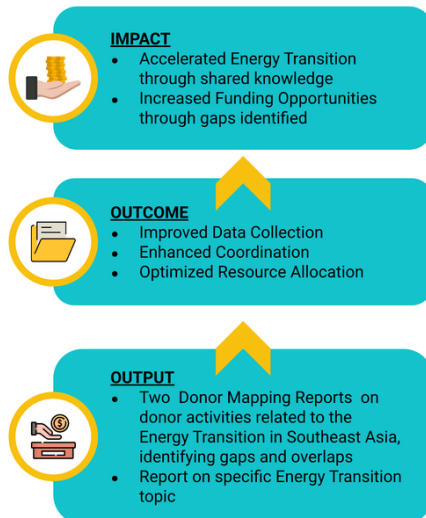 IMPACT
• Accelerated Energy Transition
through shared knowledge
• Increased Funding Opportunities
through gaps identified
OUTCOME
• Improved Data Collection
• Enhanced Coordination
• Optimized Resource Allocation
OUTPUT
• Two Donor Mapping Reports on
donor activities related to the
Energy Transition in Southeast Asia,
identifying gaps and overlaps
• Report on specific Energy Transition
topic